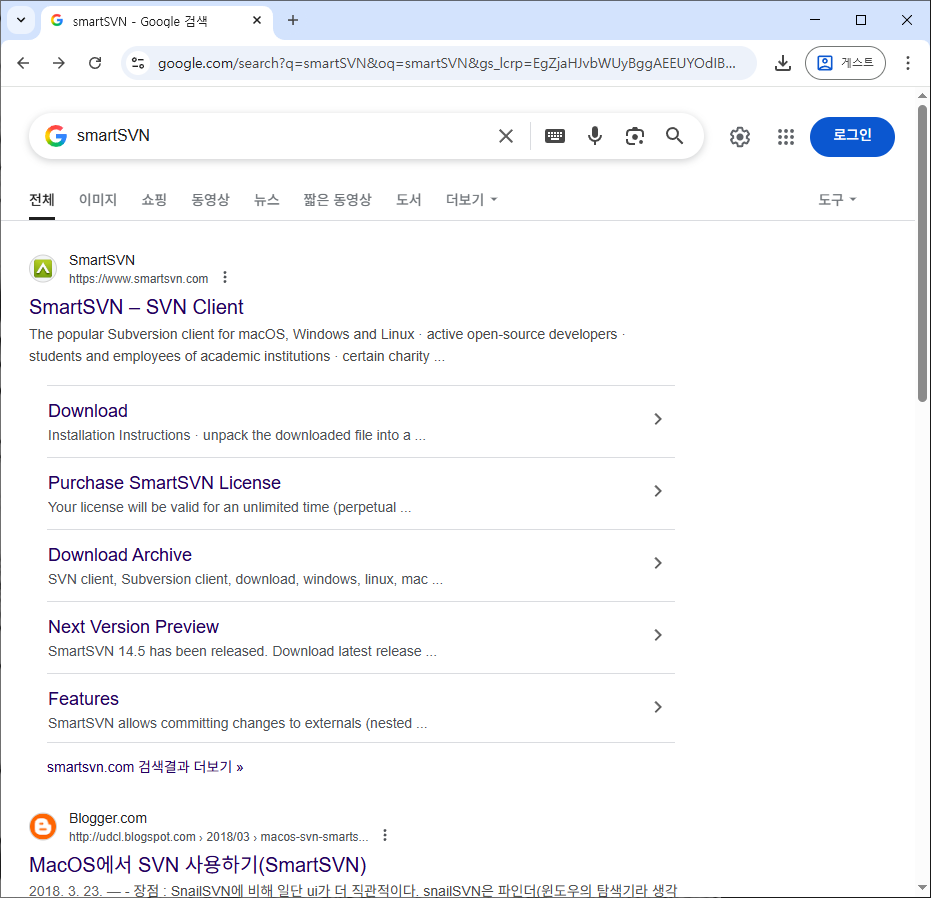 smartSVN - Google 검색
google.com/search?q=smartSVN&oq=smartSVN&gs_lcrp=EgZjaHJvbWUyBggAEEUYOdIB...
게스트
smartSVN
로그인
전체 이미지 쇼핑 동영상 뉴스 짧은 동영상 도서 더보기 도구
SmartSVN
https://www.smartsvn.com
SmartSVN – SVN Client
The popular Subversion client for macOS, Windows and Linux · active open-source developers ·
students and employees of academic institutions · certain charity ...
Download
Installation Instructions · unpack the downloaded file into a ...
Purchase SmartSVN License
Your license will be valid for an unlimited time (perpetual ...
Download Archive
SVN client, Subversion client, download, windows, linux, mac ...
Next Version Preview
SmartSVN 14.5 has been released. Download latest release ...
Features
SmartSVN allows committing changes to externals (nested ...
smartsvn.com 검색결과 더보기 »
Blogger.com
http://udcl.blogspot.com › 2018/03 › macos-svn-smarts...
MacOS에서 SVN 사용하기(SmartSVN)
2018. 3. 23. — - 장점 : SnailSVN에 비해 일단 ui가 더 직관적이다. snailSVN은 파인더(윈도우의 탐색기라 생각